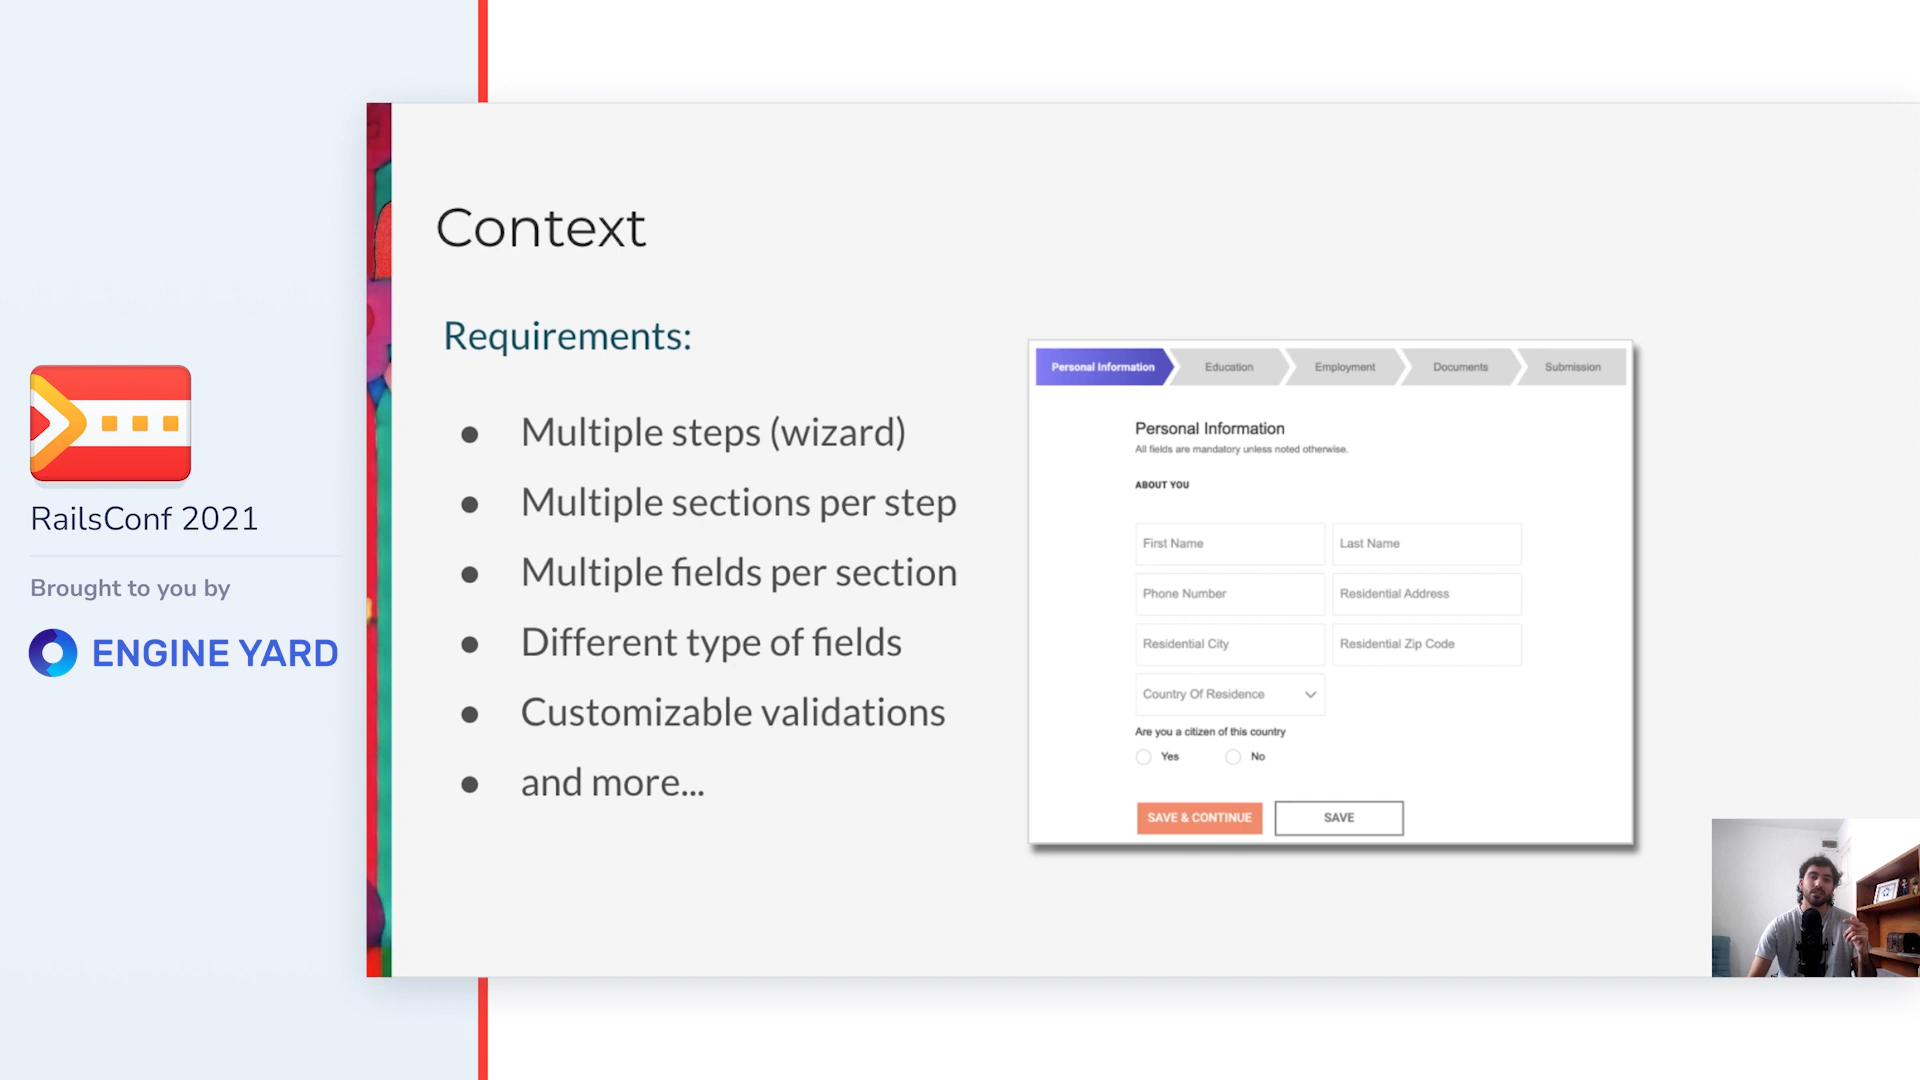 RailsConf 2021
Brought to you by
ENGINE YARD
Context
Requirements:
● Multiple steps (wizard)
● Multiple sections per step
● Multiple fields per section
● Different type of fields
● Customizable validations
● and more...
Personal Information Education Employment Documents Submission
Personal Information
All fields are mandatory unless noted otherwise.
ABOUT YOU
First Name Last Name
Phone Number Residential Address
Residential City Residential Zip Code
Country Of Residence
Are you a citizen of this country
Yes No
SAVE & CONTINUE SAVE